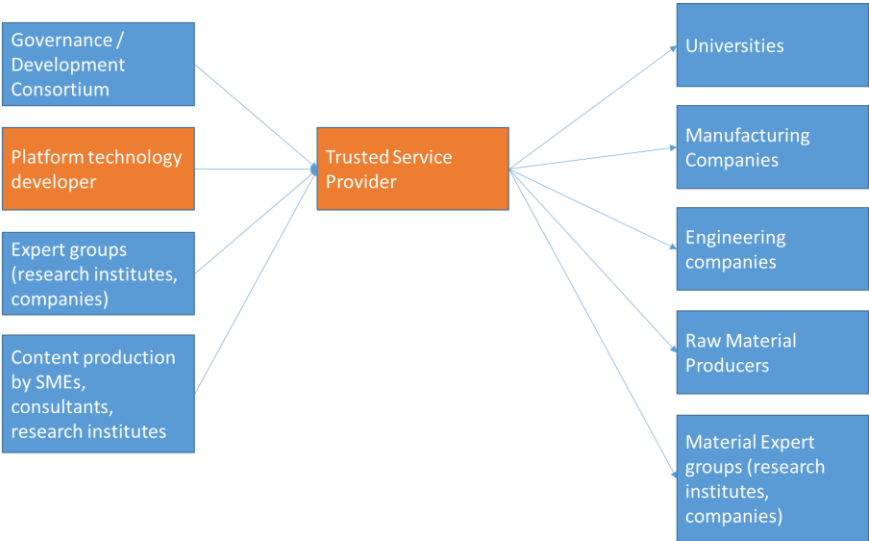 Governance /
Development
Consortium
Platform technology
developer
Expert groups
(research institutes,
companies)
Content production
by SMEs,
consultants,
research institutes
Trusted Service
Provider
Universities
Manufacturing
Companies
Engineering
companies
Raw Material
Producers
Material Expert
groups (research
institutes,
companies)